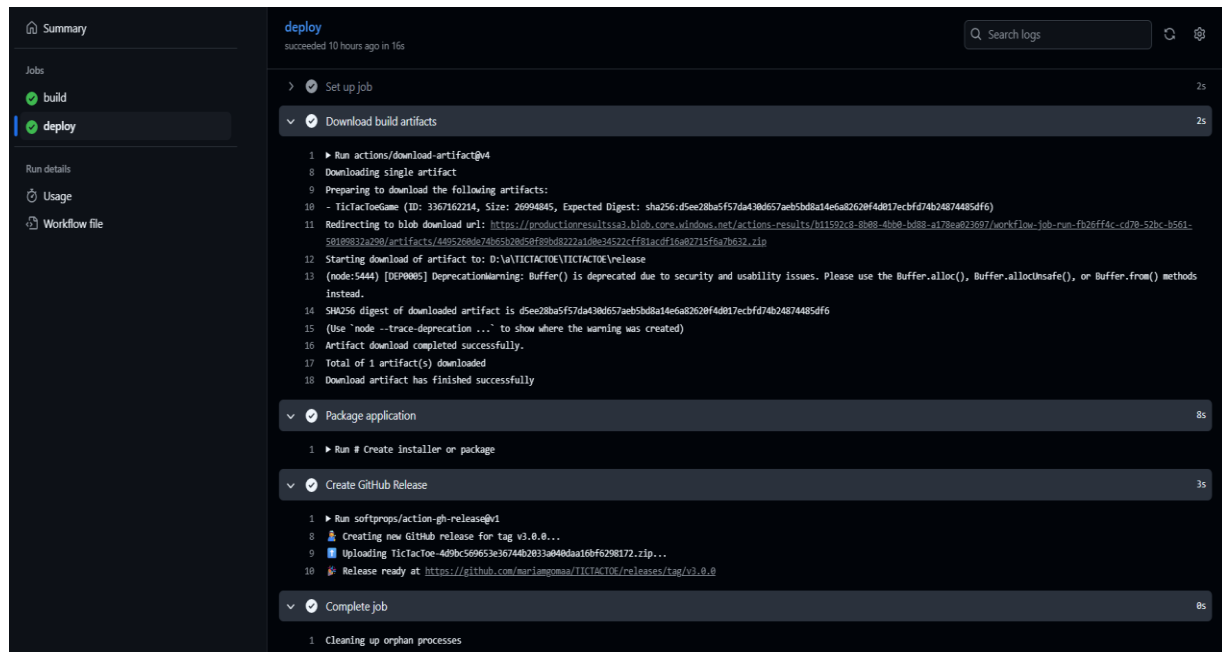 Summary
Jobs
build
deploy
Run details
Usage
Workflow file
deploy
succeeded 10 hours ago in 16s
Search logs
Set up job 2s
Download build artifacts 2s
1 ▶ Run actions/download-artifact@v4
8 Downloading single artifact
9 Preparing to download the following artifacts:
10 - TicTacToeGame (ID: 3367162214, Size: 26994845, Expected Digest: sha256:d5ee28ba5f57da430d657aeb5bd8a14e6a82620f4d017ecbfd74b24874485df6)
11 Redirecting to blob download url: https://productionresultssa3.blob.core.windows.net/actions-results/b11592c8-8b08-4bb0-bd88-a178ea023697/workflow-job-run-fb26ff4c-cd70-52bc-b561-
50109832a290/artifacts/4495260de74b65b20d50f89bd8222a1d0e34522cff81acdf16a02715f6a7b632.zip
12 Starting download of artifact to: D:\a\TICTACTOE\TICTACTOE\release
13 (node:5444) [DEP0005] DeprecationWarning: Buffer() is deprecated due to security and usability issues. Please use the Buffer.alloc(), Buffer.allocUnsafe(), or Buffer.from() methods
instead.
14 SHA256 digest of downloaded artifact is d5ee28ba5f57da430d657aeb5bd8a14e6a82620f4d017ecbfd74b24874485df6
15 (Use `node --trace-deprecation ...` to show where the warning was created)
16 Artifact download completed successfully.
17 Total of 1 artifact(s) downloaded
18 Download artifact has finished successfully
Package application 8s
1 ▶ Run # Create installer or package
Create GitHub Release 3s
1 ▶ Run softprops/action-gh-release@v1
8 Creating new GitHub release for tag v3.0.0...
9 Uploading TicTacToe-4d9bc569653e36744b2033a040daa16bf6298172.zip...
10 Release ready at https://github.com/mariamgomaa/TICTACTOE/releases/tag/v3.0.0
Complete job 0s
1 Cleaning up orphan processes